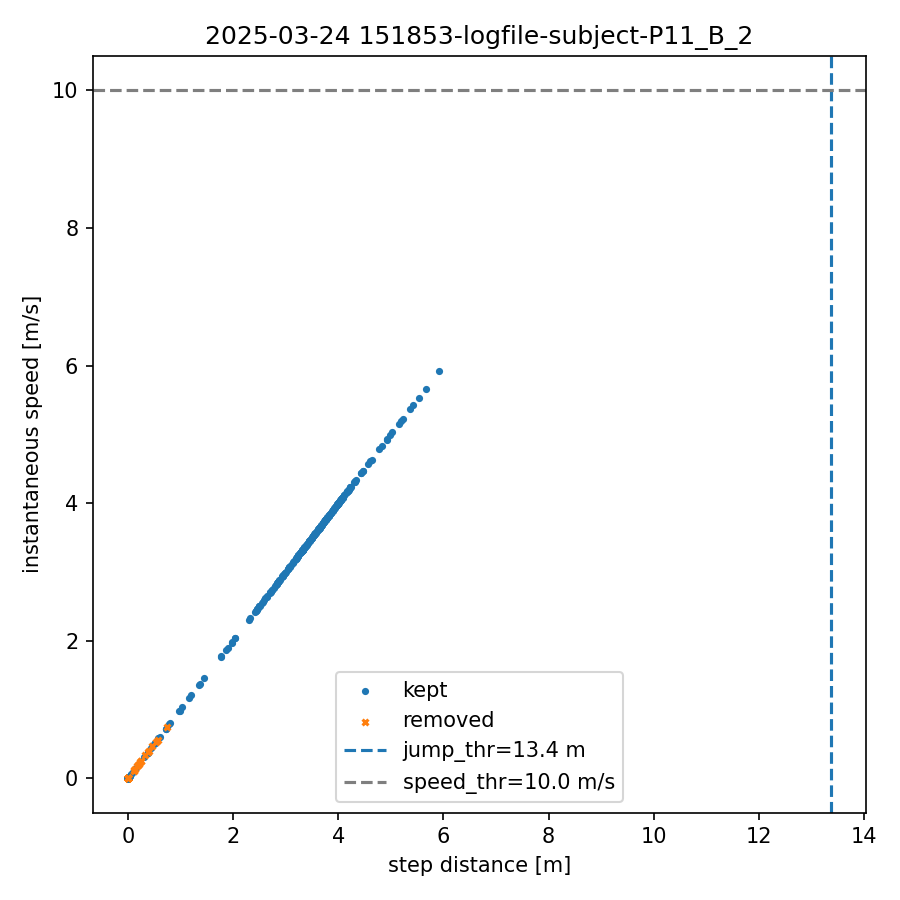 2025-03-24 151853-logfile-subject-P11_B_2
10
8
6
4
2
0
instantaneous speed [m/s]
kept
removed
jump_thr=13.4 m
speed_thr=10.0 m/s
0 2 4 6 8 10 12 14
step distance [m]